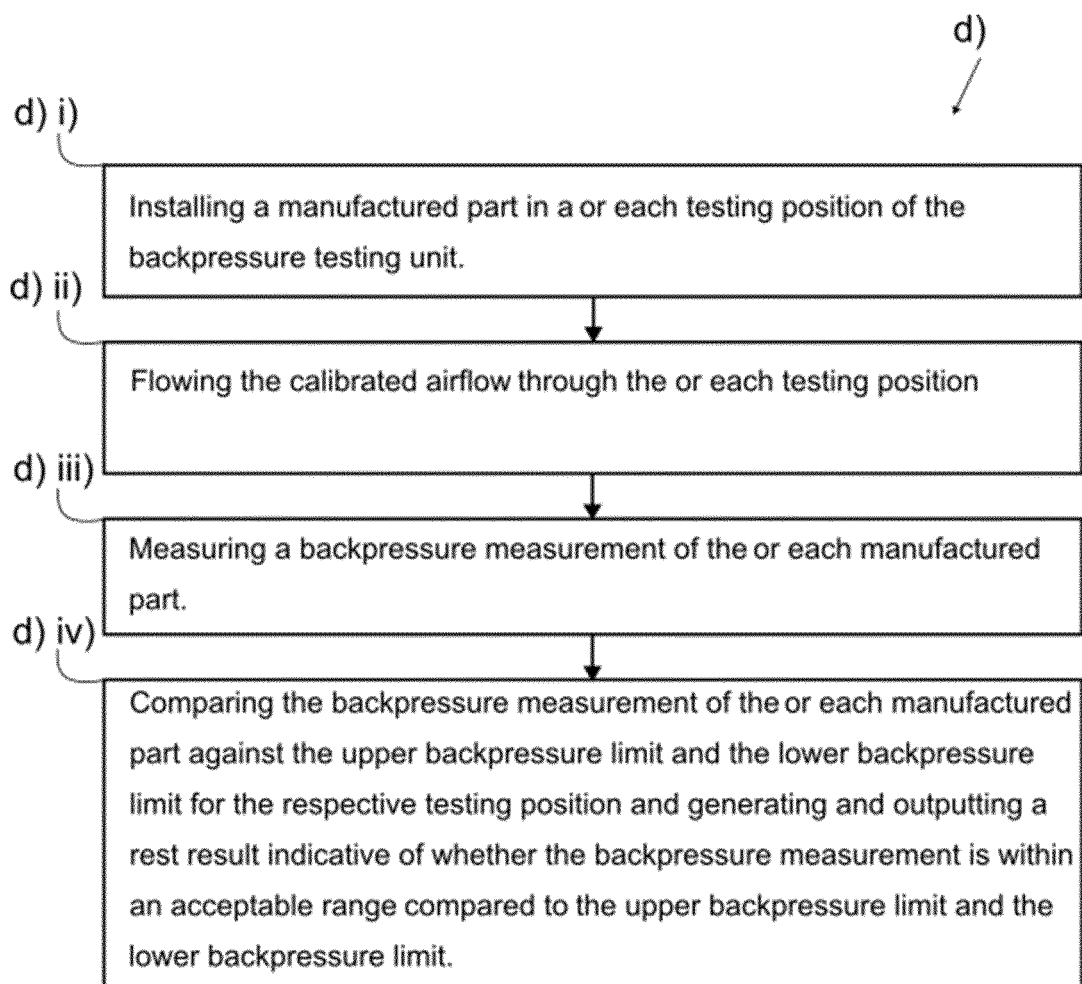 d)
d) i)
Installing a manufactured part in a or each testing position of the
backpressure testing unit.
d) ii)
Flowing the calibrated airflow through the or each testing position
d) iii)
Measuring a backpressure measurement of the or each manufactured
part.
d) iv)
Comparing the backpressure measurement of the or each manufactured
part against the upper backpressure limit and the lower backpressure
limit for the respective testing position and generating and outputting a
rest result indicative of whether the backpressure measurement is within
an acceptable range compared to the upper backpressure limit and the
lower backpressure limit.